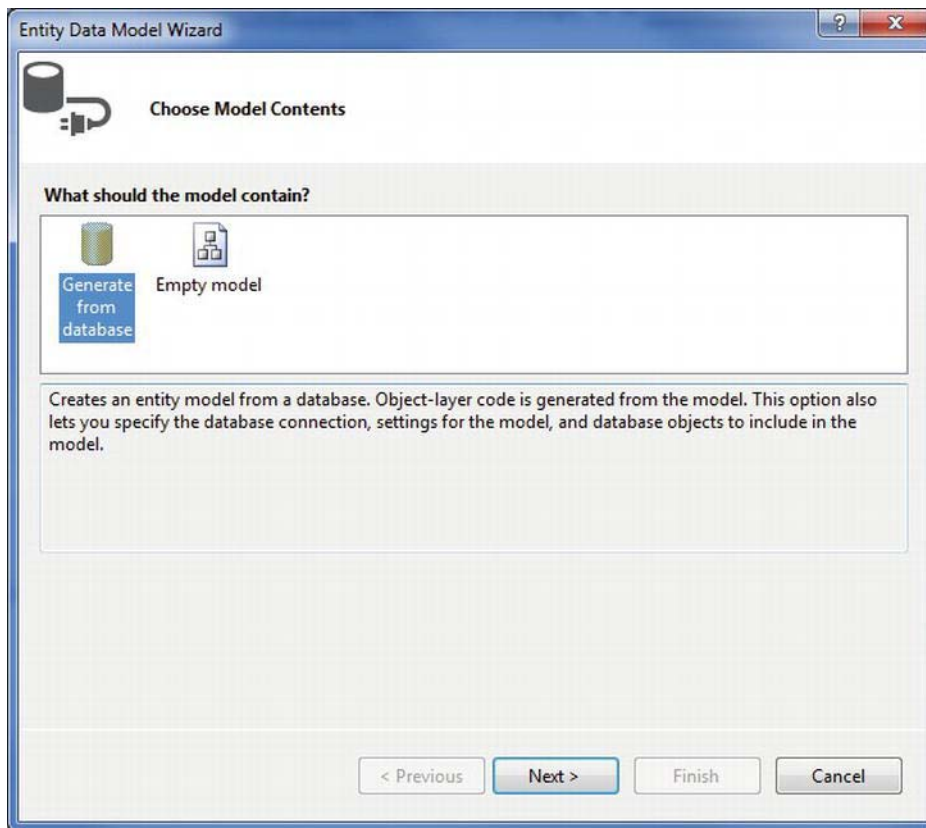 Entity Data Model Wizard
?
Choose Model Contents
What should the model contain?
Generate
from
database
Empty model
Creates an entity model from a database. Object-layer code is generated from the model. This option also
lets you specify the database connection, settings for the model, and database objects to include in the
model.
< Previous
Next >
Finish
Cancel